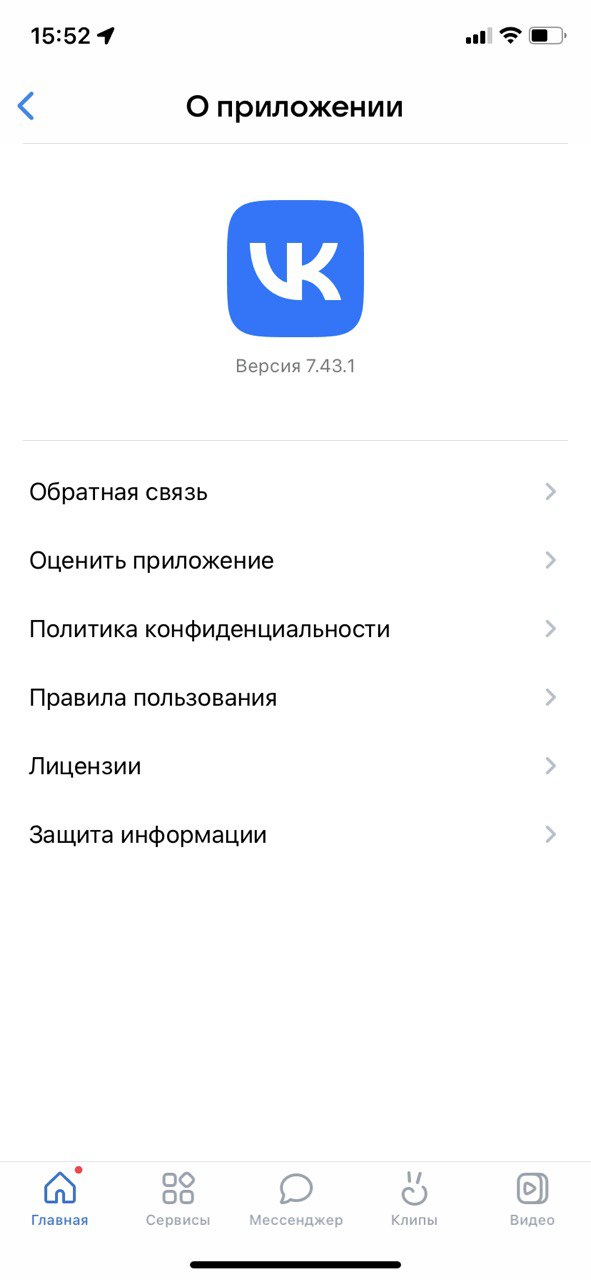 15:52
О приложении
VK
Версия 7.43.1
Обратная связь
Оценить приложение
Политика конфиденциальности
Правила пользования
Лицензии
Защита информации
Главная
Сервисы
Мессенджер
Клипы
Видео